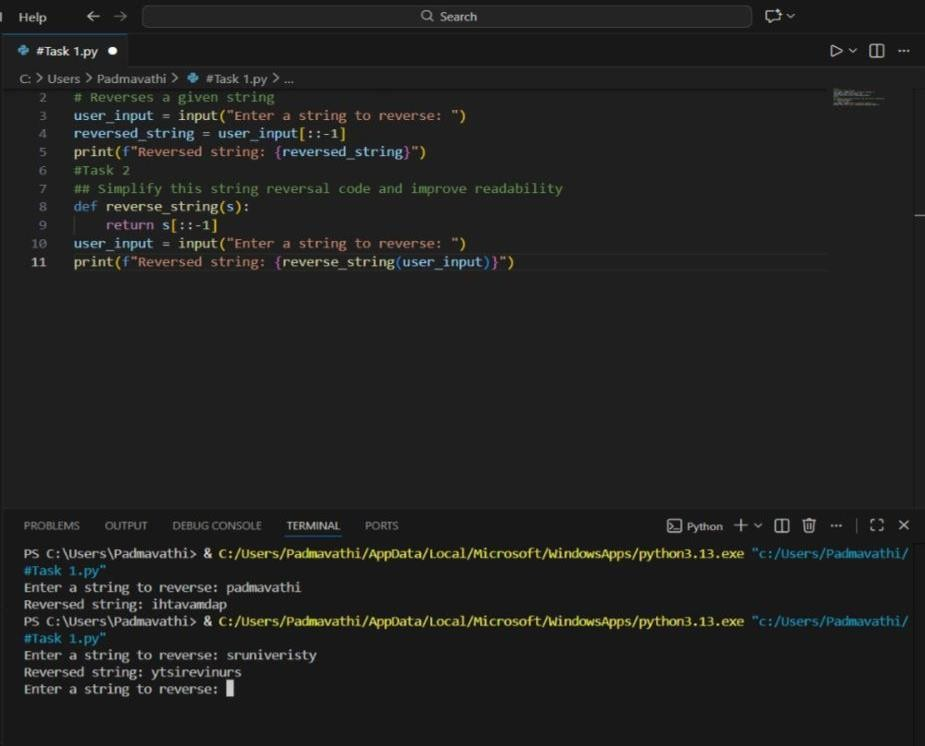 Help
Search
#Task 1.py
C: > Users > Padmavathi > #Task 1.py > ...
2 # Reverses a given string
3 user_input = input("Enter a string to reverse: ")
4 reversed_string = user_input[::-1]
5 print(f"Reversed string: {reversed_string}")
6 #Task 2
7 ## Simplify this string reversal code and improve readability
8 def reverse_string(s):
9     return s[::-1]
10 user_input = input("Enter a string to reverse: ")
11 print(f"Reversed string: {reverse_string(user_input)}")
PROBLEMS OUTPUT DEBUG CONSOLE TERMINAL PORTS Python
PS C:\Users\Padmavathi> & C:/Users/Padmavathi/AppData/Local/Microsoft/WindowsApps/python3.13.exe "c:/Users/Padmavathi/
#Task 1.py"
Enter a string to reverse: padmavathi
Reversed string: ihtavamdap
PS C:\Users\Padmavathi> & C:/Users/Padmavathi/AppData/Local/Microsoft/WindowsApps/python3.13.exe "c:/Users/Padmavathi/
#Task 1.py"
Enter a string to reverse: sruniveristy
Reversed string: ytsirevinurs
Enter a string to reverse: